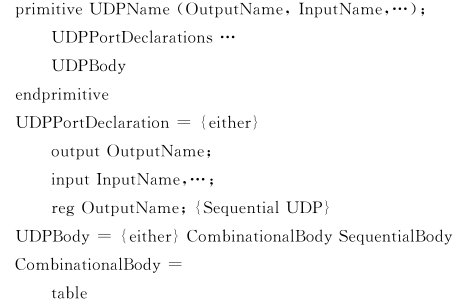 primitive UDPName (OutputName, InputName,…);
UDPPortDeclarations …
UDPBody
endprimitive
UDPPortDeclaration = {either}
output OutputName;
input InputName,…;
reg OutputName; {Sequential UDP}
UDPBody = {either} CombinationalBody SequentialBody
CombinationalBody =
table